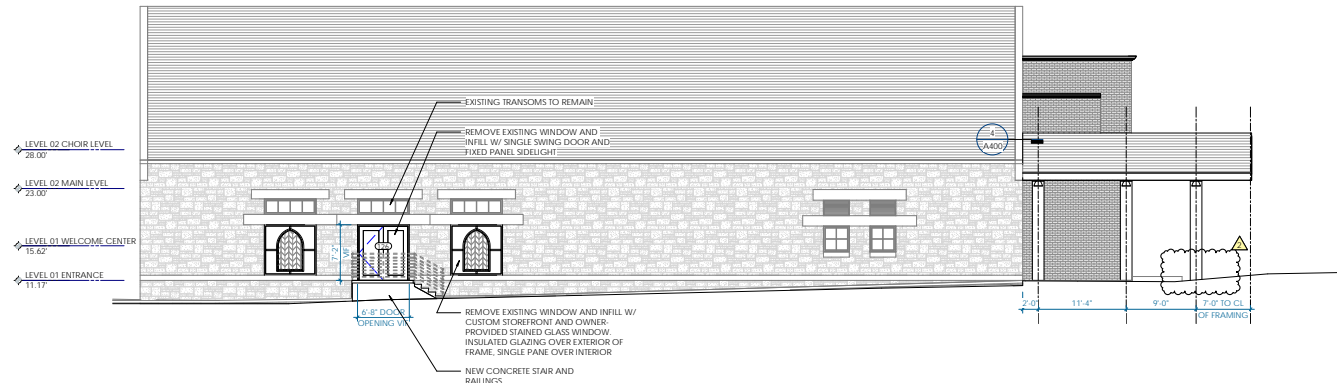 EXISTING TRANSOMS TO REMAIN
REMOVE EXISTING WINDOW AND
INFILL W/ SINGLE SWING DOOR AND
FIXED PANEL SIDELIGHT
4
A400
LEVEL 02 CHOIR LEVEL
28.00'
LEVEL 02 MAIN LEVEL
23.00'
LEVEL 01 WELCOME CENTER
15.62'
LEVEL 01 ENTRANCE
11.17'
7'-2"
VIF
2
6'-8" DOOR
OPENING VIF
2'-0"
11'-4"
9'-0"
7'-0" TO CL
OF FRAMING
REMOVE EXISTING WINDOW AND INFILL W/
CUSTOM STOREFRONT AND OWNER-
PROVIDED STAINED GLASS WINDOW.
INSULATED GLAZING OVER EXTERIOR OF
FRAME, SINGLE PANE OVER INTERIOR
NEW CONCRETE STAIR AND
RAILINGS